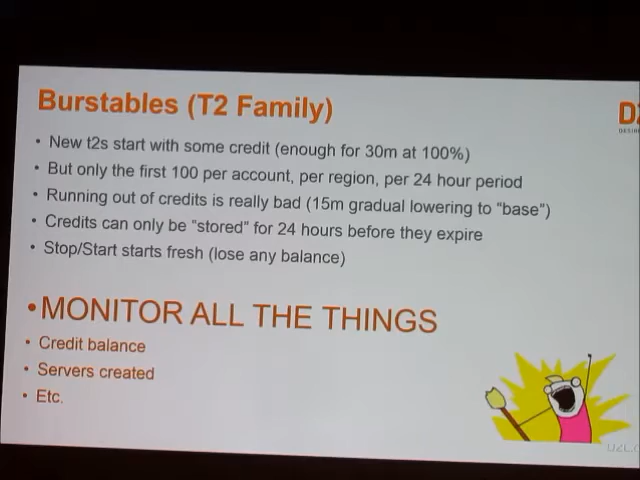 Burstables (T2 Family)
• New t2s start with some credit (enough for 30m at 100%)
• But only the first 100 per account, per region, per 24 hour period
• Running out of credits is really bad (15m gradual lowering to “base”)
• Credits can only be “stored” for 24 hours before they expire
• Stop/Start starts fresh (lose any balance)
•MONITOR ALL THE THINGS
• Credit balance
• Servers created
• Etc.